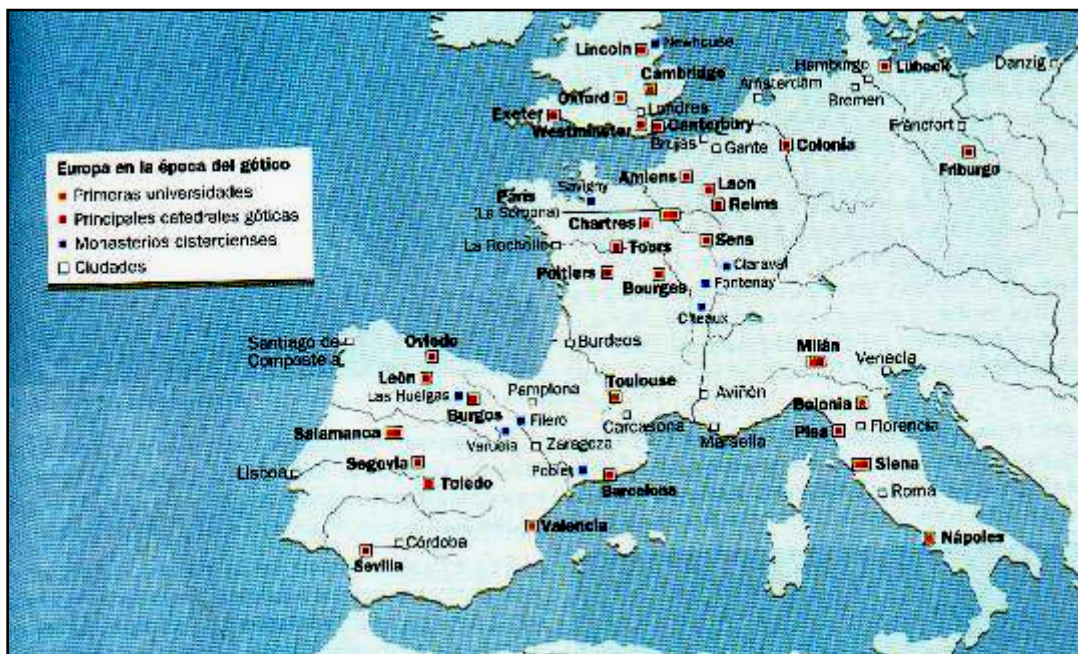 Europa en la época del gótico
Primeras universidades
Principales catedrales góticas
Monasterios cistercienses
Ciudades
Lincoln
Newhouse
Cambridge
Oxford
Londres
Exeter
Westminster
Canterbury
Hamburgo
Lübeck
Danzig
Amsterdam
Bremen
Brujas
Gante
Colonia
Francfort
Friburgo
Amiens
Laon
Reims
Savigny
París
(La Sorbona)
Chartres
La Rochelle
Tours
Sens
Claraval
Poitiers
Bourges
Fontenay
Citeaux
Santiago de
Compostela
Oviedo
Burdeos
Milán
Venecia
León
Las Huelgas
Pamplona
Toulouse
Aviñón
Burgos
Fitero
Carcasona
Marsella
Bolonia
Florencia
Pisa
Salamanca
Veruela
Zaragoza
Lisboa
Segovia
Poblet
Siena
Toledo
Barcelona
Roma
Valencia
Nápoles
Córdoba
Sevilla